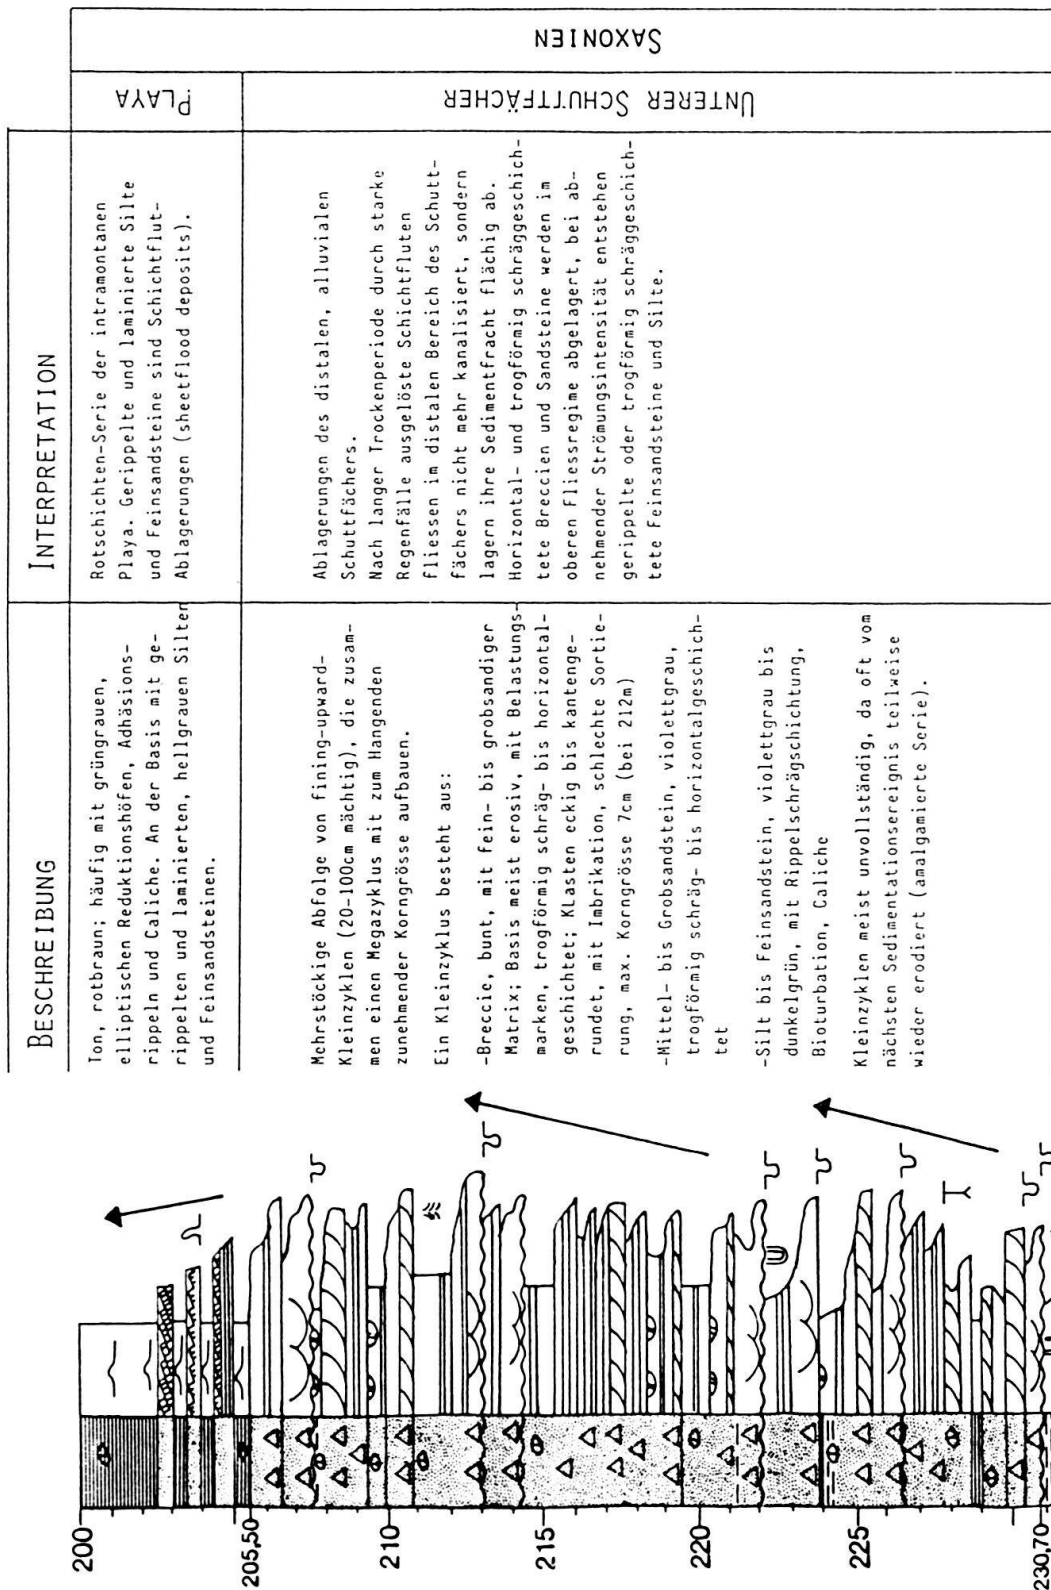 BESCHREIBUNG
Ton, rotbraun; häufig mit grüngrauen,
elliptischen Reduktionshöfen, Adhäsions-
rippeln und Caliche. An der Basis mit ge-
rippelten und laminierten, hellgrauen Silten
und Feinsandsteinen.
Mehrstöckige Abfolge von fining-upward-
Kleinzyklen (20-100cm mächtig), die zusam-
men einen Megazyklus mit zum Hangenden
zunehmender Korngrösse aufbauen.
Ein Kleinzyklus besteht aus:
-Breccie, bunt, mit fein- bis grobsandiger
Matrix; Basis meist erosiv, mit Belastungs-
marken, trogförmig schräg- bis horizontal-
geschichtet; Klasten eckig bis kantenge-
rundet, mit Imbrikation, schlechte Sortie-
rung, max. Korngrösse 7cm (bei 212m)
-Mittel- bis Grobsandstein, violettgrau,
trogförmig schräg- bis horizontalgeschich-
tet
-Silt bis Feinsandstein, violettgrau bis
dunkelgrün, mit Rippelschrägschichtung,
Bioturbation, Caliche
Kleinzyklen meist unvollständig, da oft vom
nächsten Sedimentationsereignis teilweise
wieder erodiert (amalgamierte Serie).
INTERPRETATION
Rotschichten-Serie der intramontanen
Playa. Gerippelte und laminierte Silte
und Feinsandsteine sind Schichtflut-
Ablagerungen (sheetflood deposits).
Ablagerungen des distalen, alluvialen
Schuttfächers.
Nach langer Trockenperiode durch starke
Regenfälle ausgelöste Schichtfluten
fliessen im distalen Bereich des Schutt-
fächers nicht mehr kanalisiert, sondern
lagern ihre Sedimentfracht flächig ab.
Horizontal- und trogförmig schräggeschich-
tete Breccien und Sandsteine werden im
oberen Fliessregime abgelagert, bei ab-
nehmender Strömungsintensität entstehen
gerippelte oder trogförmig schräggeschich-
tete Feinsandsteine und Silte.
PLAYA
UNTERER SCHUTTFÄCHER
SAXONIEN
200
205,50
210
215
220
225
230,70